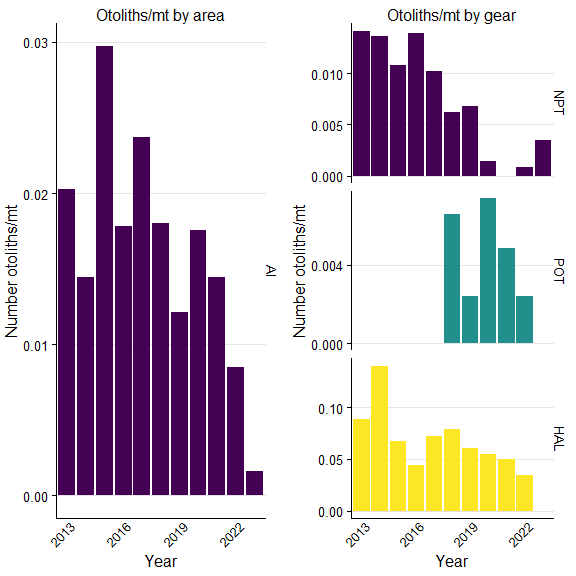 Otoliths/mt by area
Number otoliths/mt
0.03
0.02
0.01
0.00
AI
2013
2016
2019
2022
Year
Otoliths/mt by gear
Number otoliths/mt
0.010
0.005
0.000
NPT
0.004
0.000
POT
0.10
0.05
0.00
HAL
2013
2016
2019
2022
Year